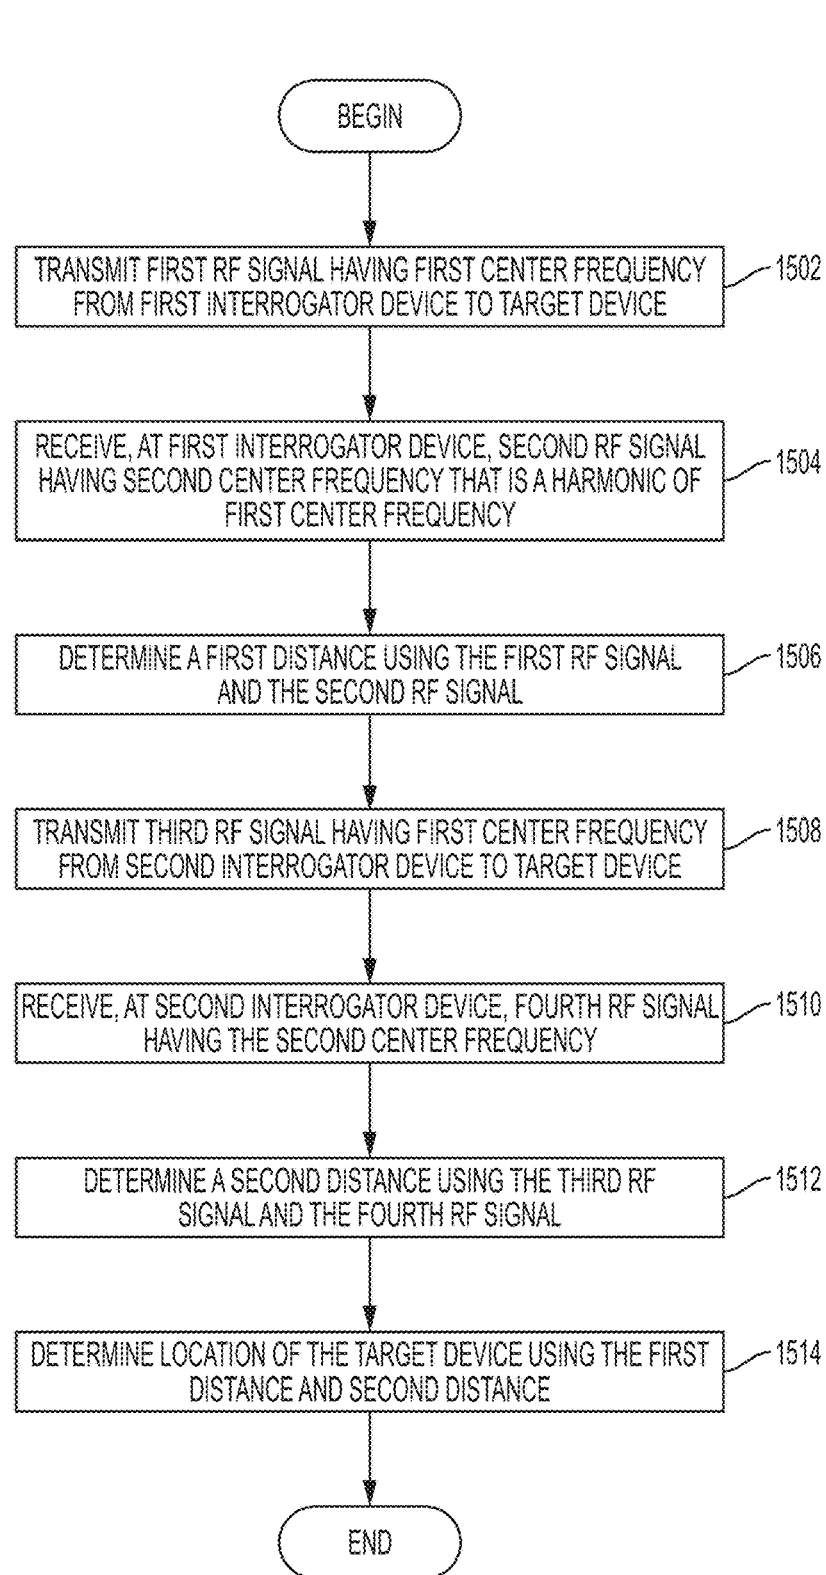 BEGIN
TRANSMIT FIRST RF SIGNAL HAVING FIRST CENTER FREQUENCY
FROM FIRST INTERROGATOR DEVICE TO TARGET DEVICE
1502
RECEIVE, AT FIRST INTERROGATOR DEVICE, SECOND RF SIGNAL
HAVING SECOND CENTER FREQUENCY THAT IS A HARMONIC OF
FIRST CENTER FREQUENCY
1504
DETERMINE A FIRST DISTANCE USING THE FIRST RF SIGNAL
AND THE SECOND RF SIGNAL
1506
TRANSMIT THIRD RF SIGNAL HAVING FIRST CENTER FREQUENCY
FROM SECOND INTERROGATOR DEVICE TO TARGET DEVICE
1508
RECEIVE, AT SECOND INTERROGATOR DEVICE, FOURTH RF SIGNAL
HAVING THE SECOND CENTER FREQUENCY
1510
DETERMINE A SECOND DISTANCE USING THE THIRD RF
SIGNAL AND THE FOURTH RF SIGNAL
1512
DETERMINE LOCATION OF THE TARGET DEVICE USING THE FIRST
DISTANCE AND SECOND DISTANCE
1514
END